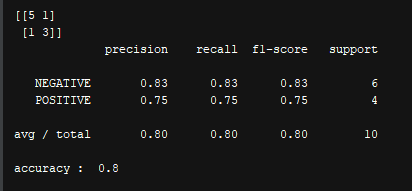 [[5 1]
[1 3]]
precision recall f1-score support
NEGATIVE 0.83 0.83 0.83 6
POSITIVE 0.75 0.75 0.75 4
avg / total 0.80 0.80 0.80 10
accuracy : 0.8